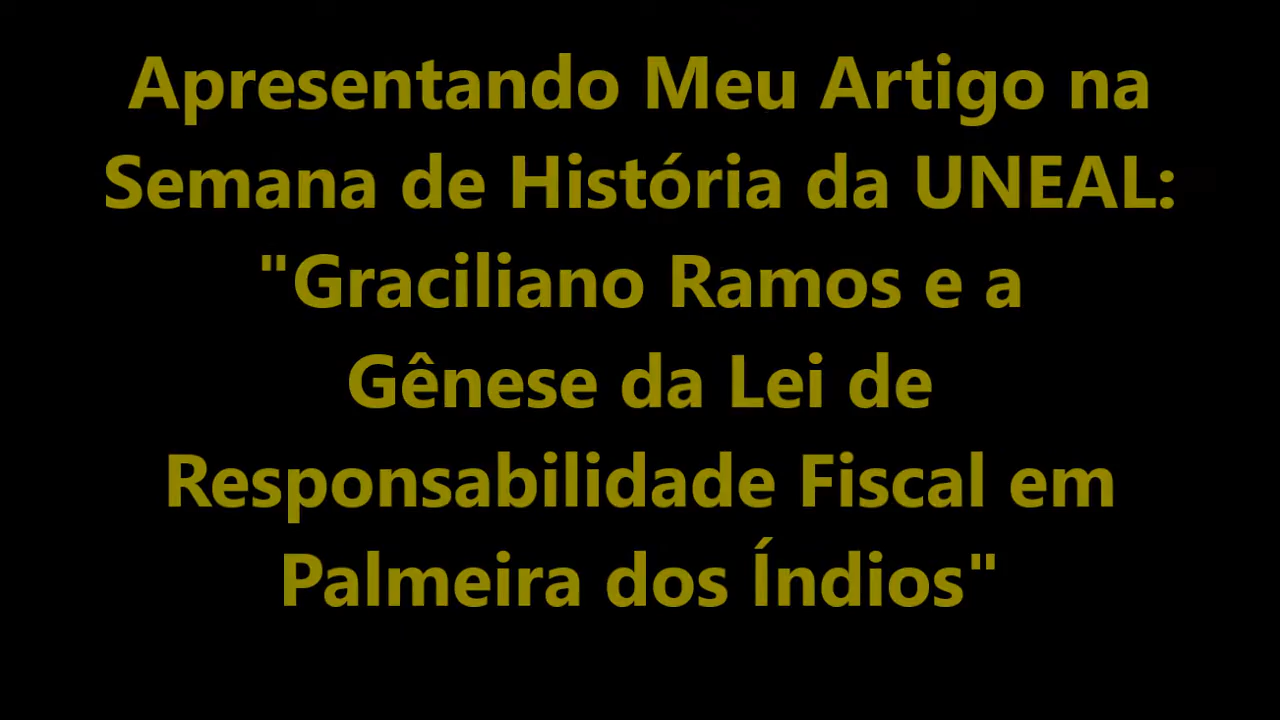 Apresentando Meu Artigo na
Semana de História da UNEAL:
"Graciliano Ramos e a
Gênese da Lei de
Responsabilidade Fiscal em
Palmeira dos Índios"